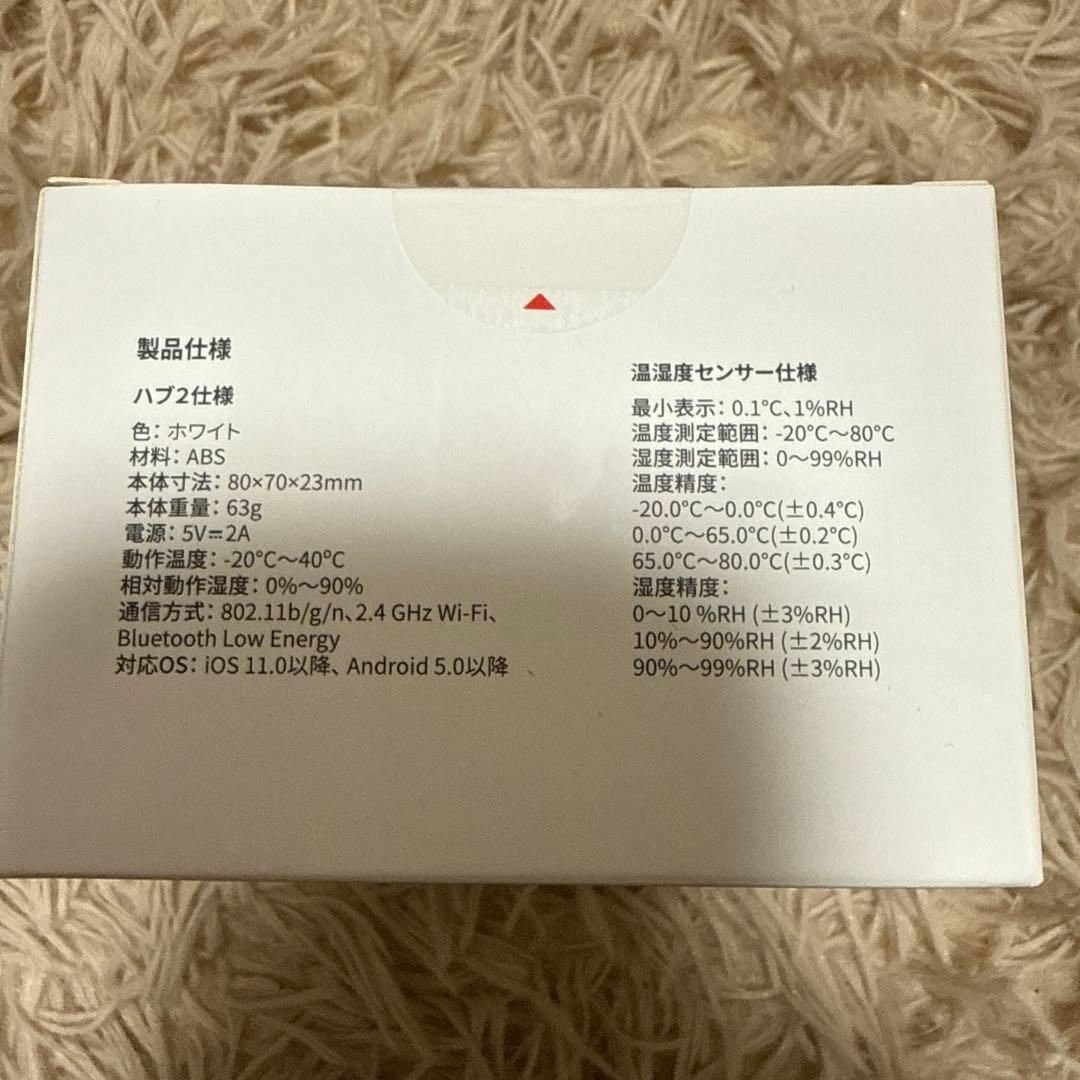 製品仕様
ハブ2仕様
色: ホワイト
材料: ABS
本体寸法: 80×70×23mm
本体重量: 63g
電源: 5V⎓2A
動作温度: -20°C～40°C
相対動作湿度: 0%～90%
通信方式: 802.11b/g/n、2.4 GHz Wi-Fi、
Bluetooth Low Energy
対応OS: iOS 11.0以降、Android 5.0以降
温湿度センサー仕様
最小表示: 0.1°C、1%RH
温度測定範囲: -20°C～80°C
湿度測定範囲: 0～99%RH
温度精度:
-20.0°C～0.0°C(±0.4°C)
0.0°C～65.0°C(±0.2°C)
65.0°C～80.0°C(±0.3°C)
湿度精度:
0～10 %RH (±3%RH)
10%～90%RH (±2%RH)
90%～99%RH (±3%RH)